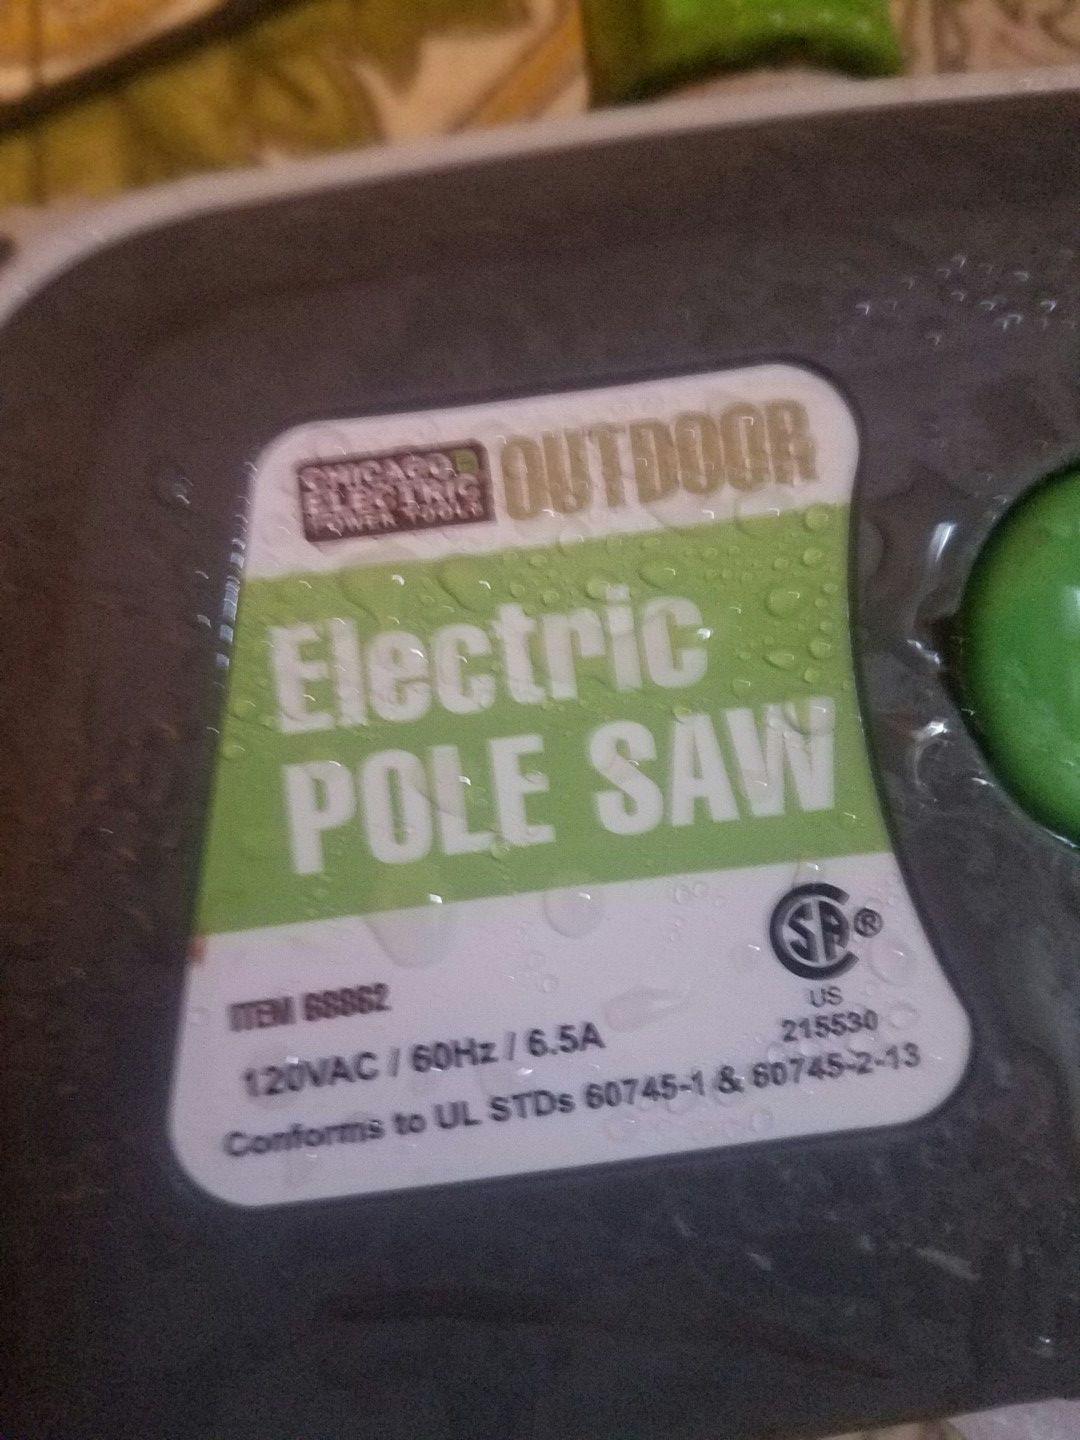 CHICAGO E
ELECTRIC
POWER TOOLS
OUTDOOR
Electric
POLE SAW
CSA®
US
215530
ITEM 68862
120VAC / 60Hz / 6.5A
Conforms to UL STDs 60745-1 & 60745-2-13